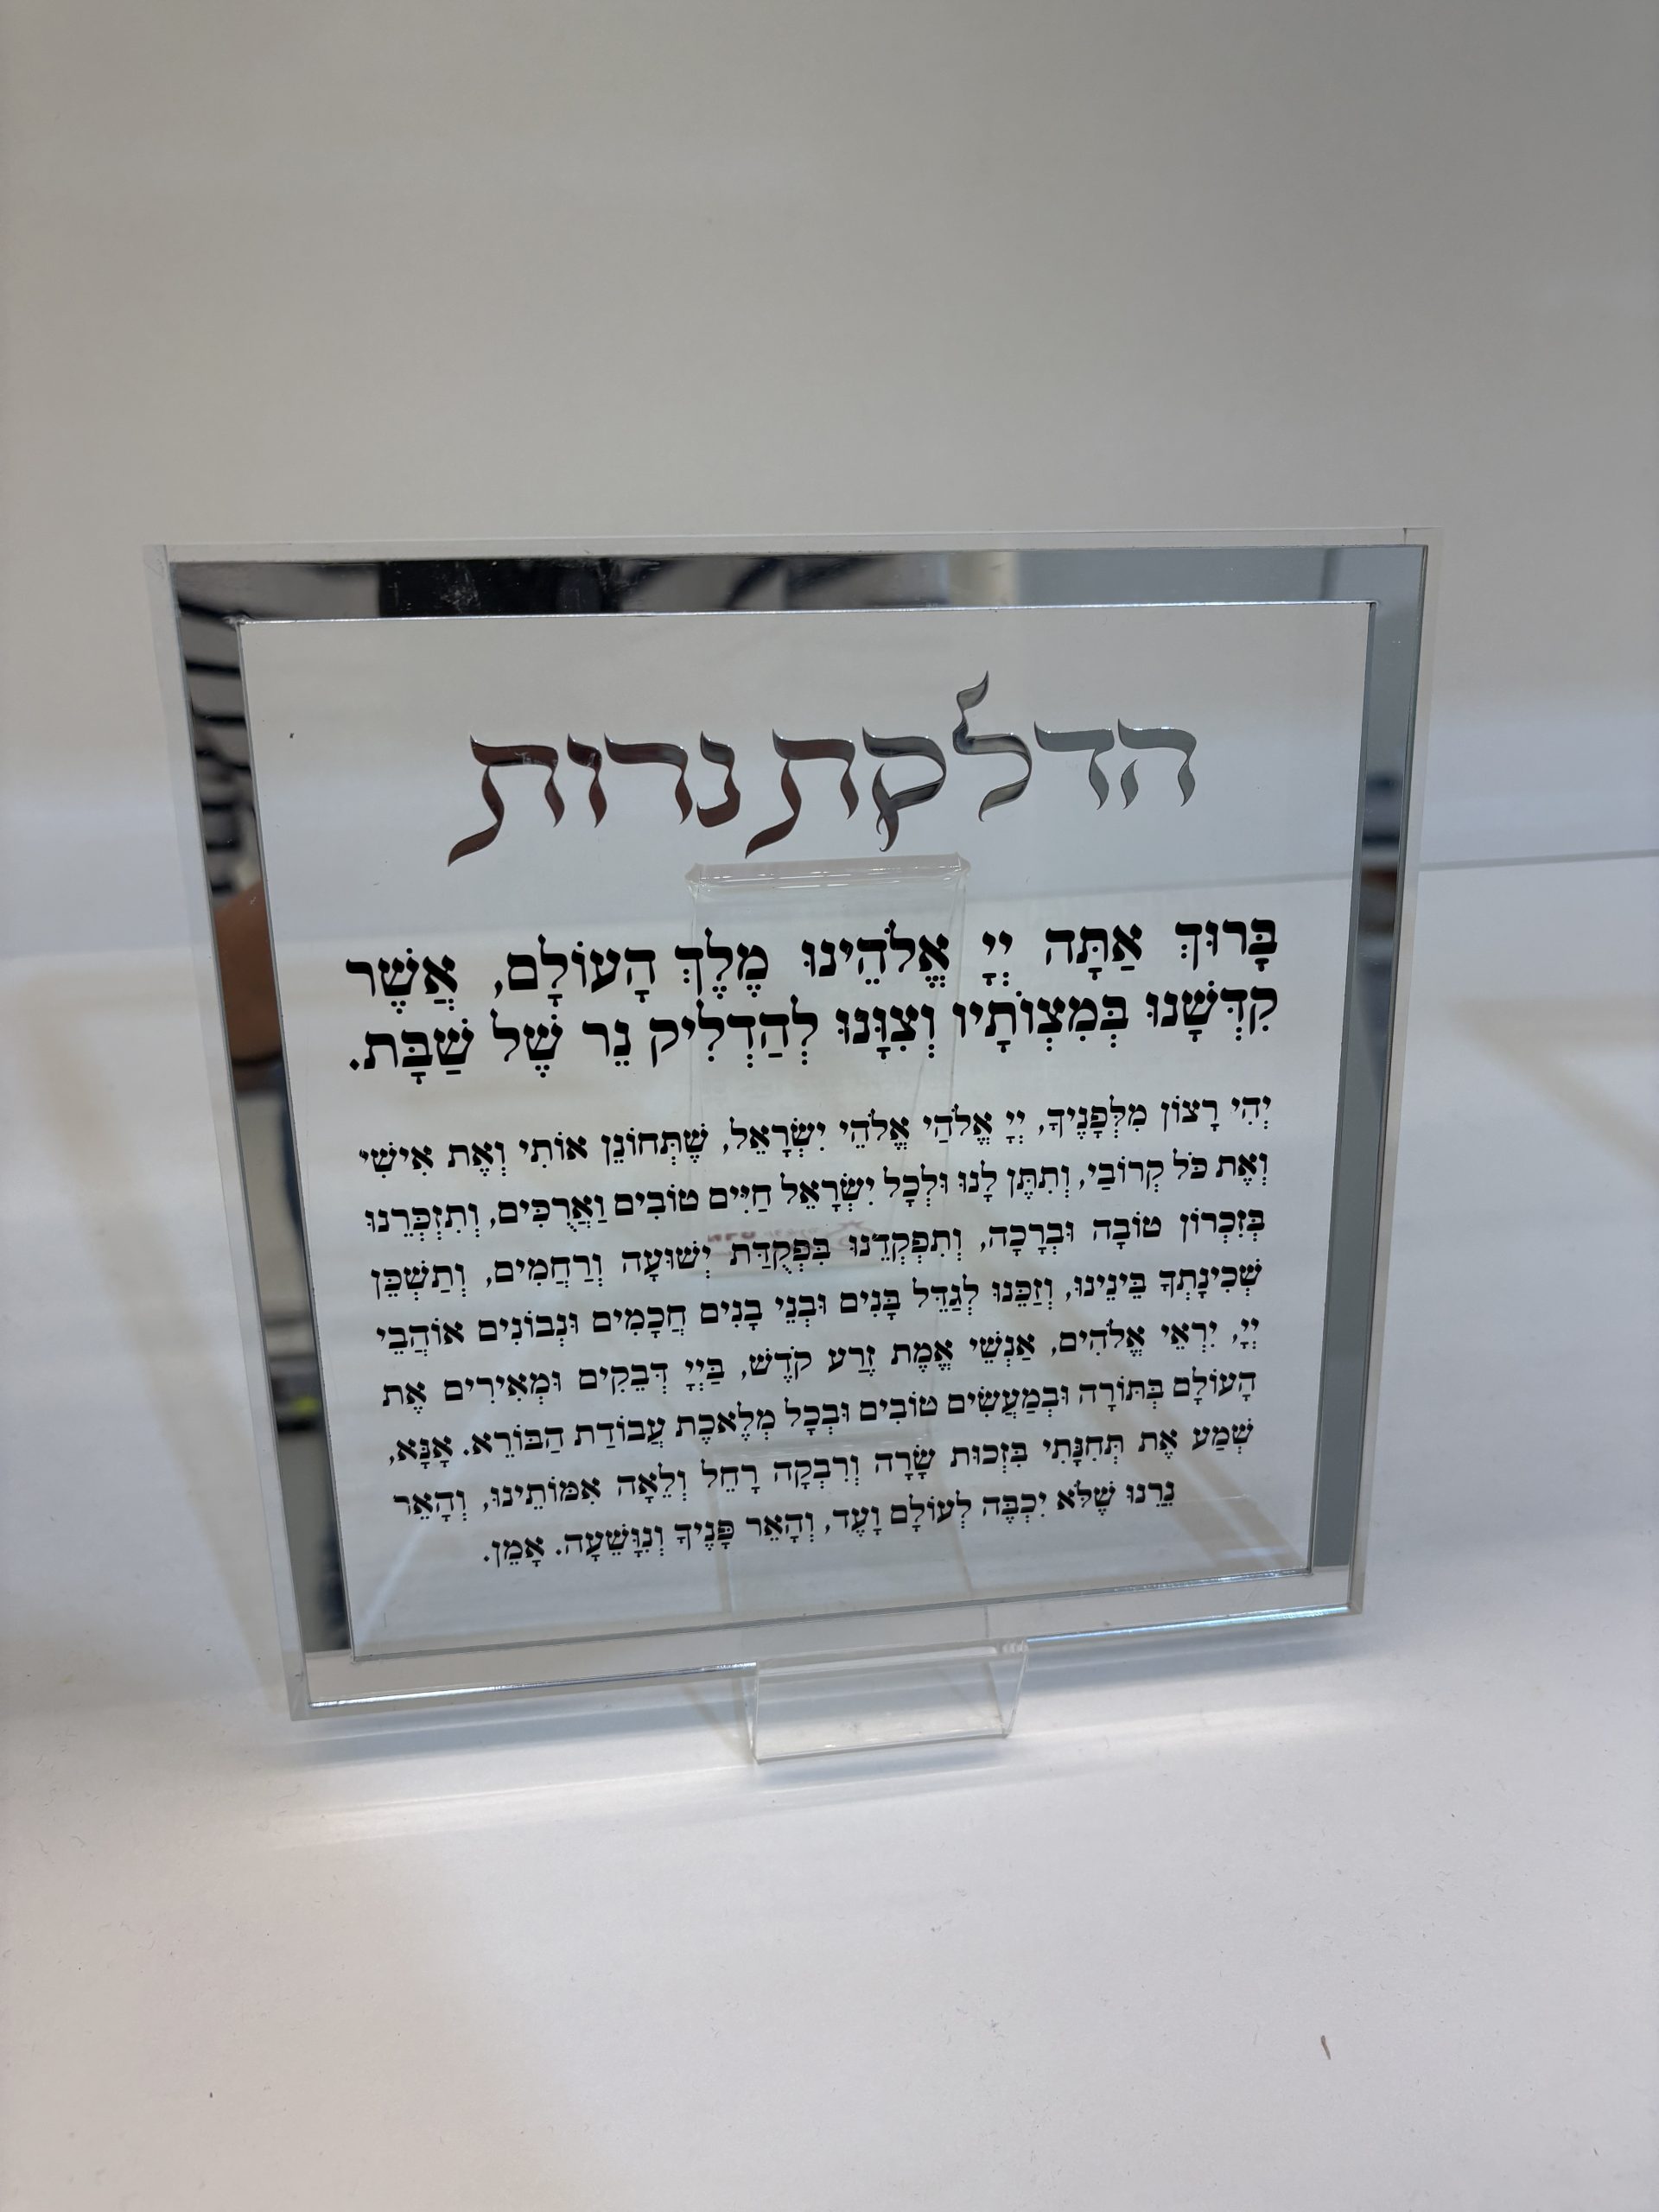 הדלקת נרות
בָּרוּךְ אַתָּה יְיָ אֱלֹהֵינוּ מֶלֶךְ הָעוֹלָם, אֲשֶׁר
קִדְּשָׁנוּ בְּמִצְוֹתָיו וְצִוָּנוּ לְהַדְלִיק נֵר שֶׁל שַׁבָּת.
יְהִי רָצוֹן מִלְּפָנֶיךָ, יְיָ אֱלֹהַי אֱלֹהֵי יִשְׂרָאֵל, שֶׁתְּחוֹנֵן אוֹתִי וְאֶת אִישִׁי
וְאֶת כֹּל קְרוֹבַי, וְתִתֶּן לָנוּ וּלְכָל יִשְׂרָאֵל חַיִּים טוֹבִים וַאֲרֻכִּים, וְתִזְכְּרֵנוּ
בְּזִכְרוֹן טוֹבָה וּבְרָכָה, וְתִפְקְדֵנוּ בִּפְקֻדַּת יְשׁוּעָה וְרַחֲמִים, וְתַשְׁכֵּן
שְׁכִינָתְךָ בֵּינֵינוּ, וְזַכֵּנוּ לְגַדֵּל בָּנִים וּבְנֵי בָנִים חֲכָמִים וּנְבוֹנִים אוֹהֲבֵי
יְיָ, יִרְאֵי אֱלֹהִים, אַנְשֵׁי אֱמֶת זֶרַע קֹדֶשׁ, בַּיְיָ דְּבֵקִים וּמְאִירִים אֶת
הָעוֹלָם בְּתּוֹרָה וּבְמַעֲשִׂים טוֹבִים וּבְכָל מְלֶאכֶת עֲבוֹדַת הַבּוֹרֵא. אָנָּא,
שְׁמַע אֶת תְּחִנָּתִי בִּזְכוּת שָׂרָה וְרִבְקָה רָחֵל וְלֵאָה אִמּוֹתֵינוּ, וְהָאֵר
נֵרֵנוּ שֶׁלֹּא יִכְבֶּה לְעוֹלָם וָעֶד, וְהָאֵר פָּנֶיךָ וְנִוָּשֵׁעָה. אָמֵן.